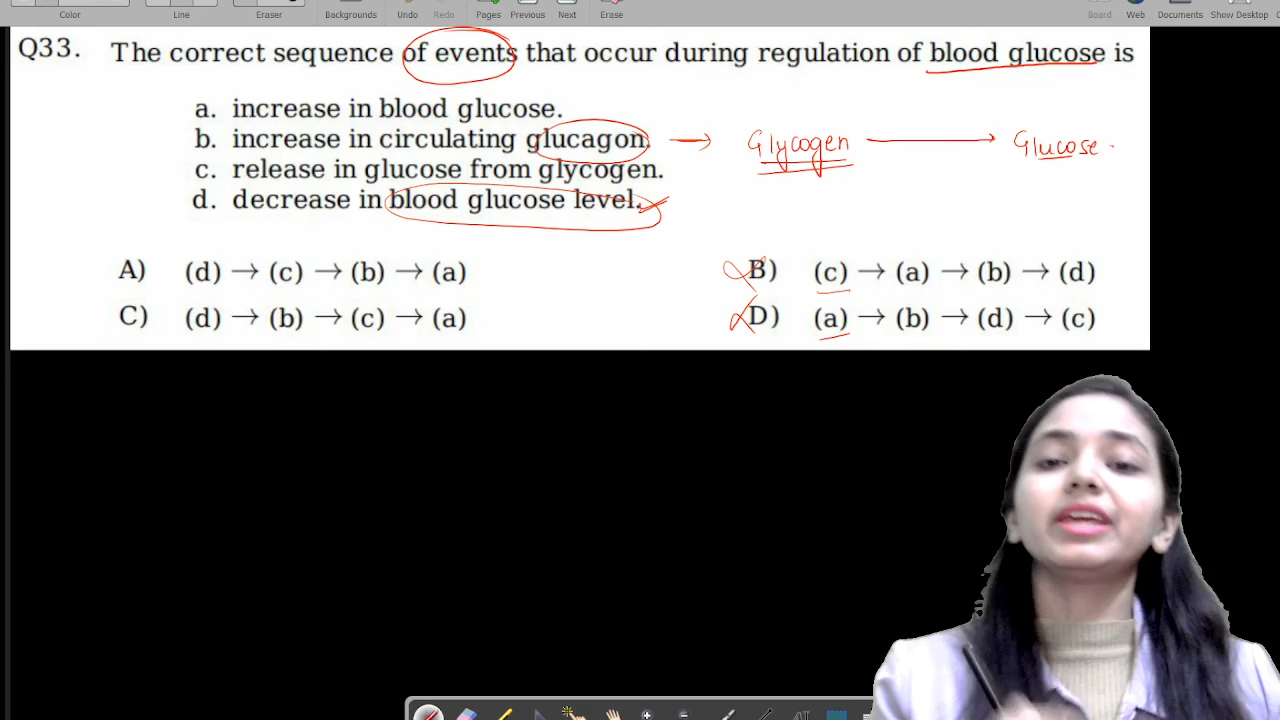 Color Line Eraser Backgrounds Undo Redo Pages Previous Next Erase Board Web Documents Show Desktop
Q33. The correct sequence of events that occur during regulation of blood glucose is
a. increase in blood glucose.
b. increase in circulating glucagon. → Glycogen → Glucose.
c. release in glucose from glycogen.
d. decrease in blood glucose level.
A) (d) → (c) → (b) → (a) B) (c) → (a) → (b) → (d)
C) (d) → (b) → (c) → (a) D) (a) → (b) → (d) → (c)